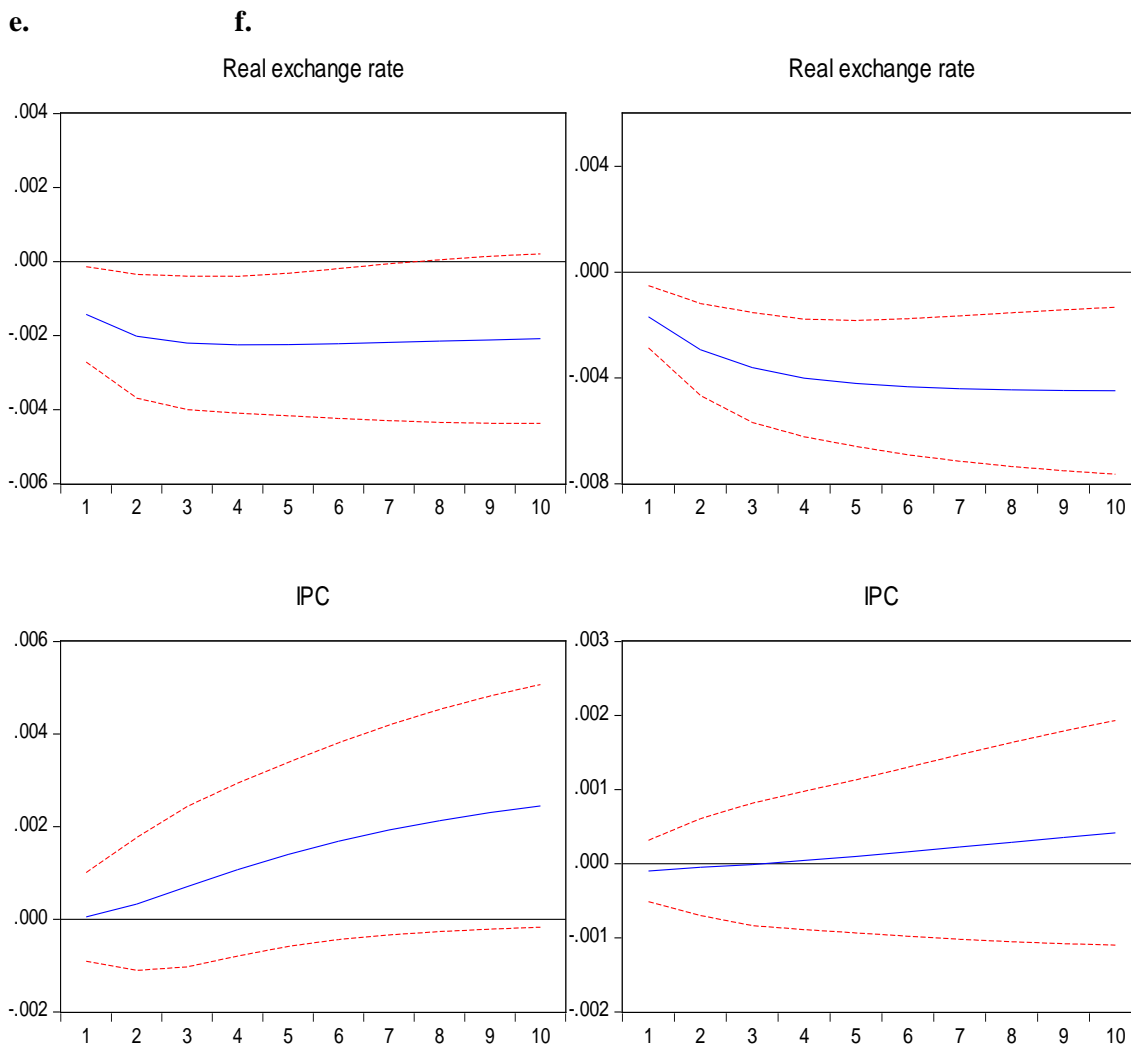 e. f.
Real exchange rate
.004
.002
.000
-.002
-.004
-.006
1 2 3 4 5 6 7 8 9 10
Real exchange rate
.004
.000
-.004
-.008
1 2 3 4 5 6 7 8 9 10
IPC
.006
.004
.002
.000
-.002
1 2 3 4 5 6 7 8 9 10
IPC
.003
.002
.001
.000
-.001
-.002
1 2 3 4 5 6 7 8 9 10